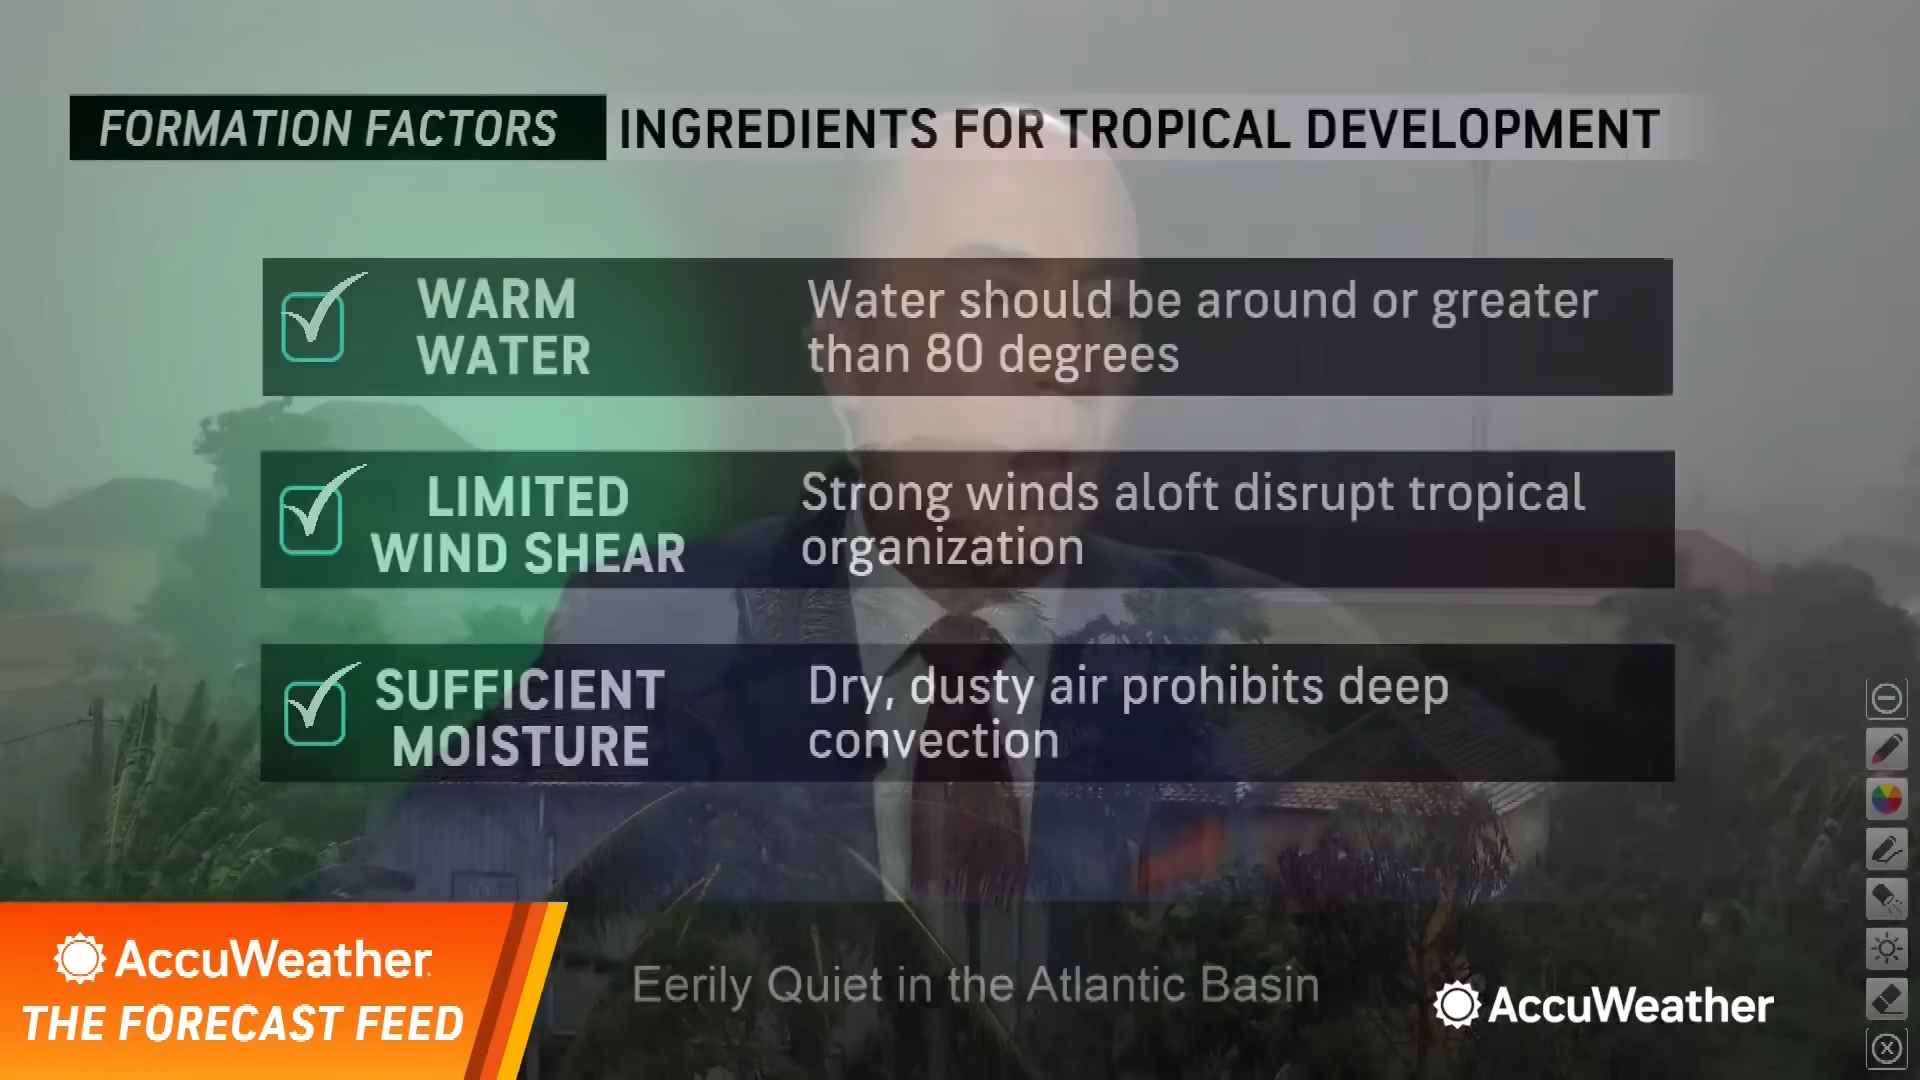 FORMATION FACTORS
INGREDIENTS FOR TROPICAL DEVELOPMENT
WARM
WATER
Water should be around or greater
than 80 degrees
LIMITED
WIND SHEAR
Strong winds aloft disrupt tropical
organization
SUFFICIENT
MOISTURE
Dry, dusty air prohibits deep
convection
AccuWeather
THE FORECAST FEED
Eerily Quiet in the Atlantic Basin
AccuWeather